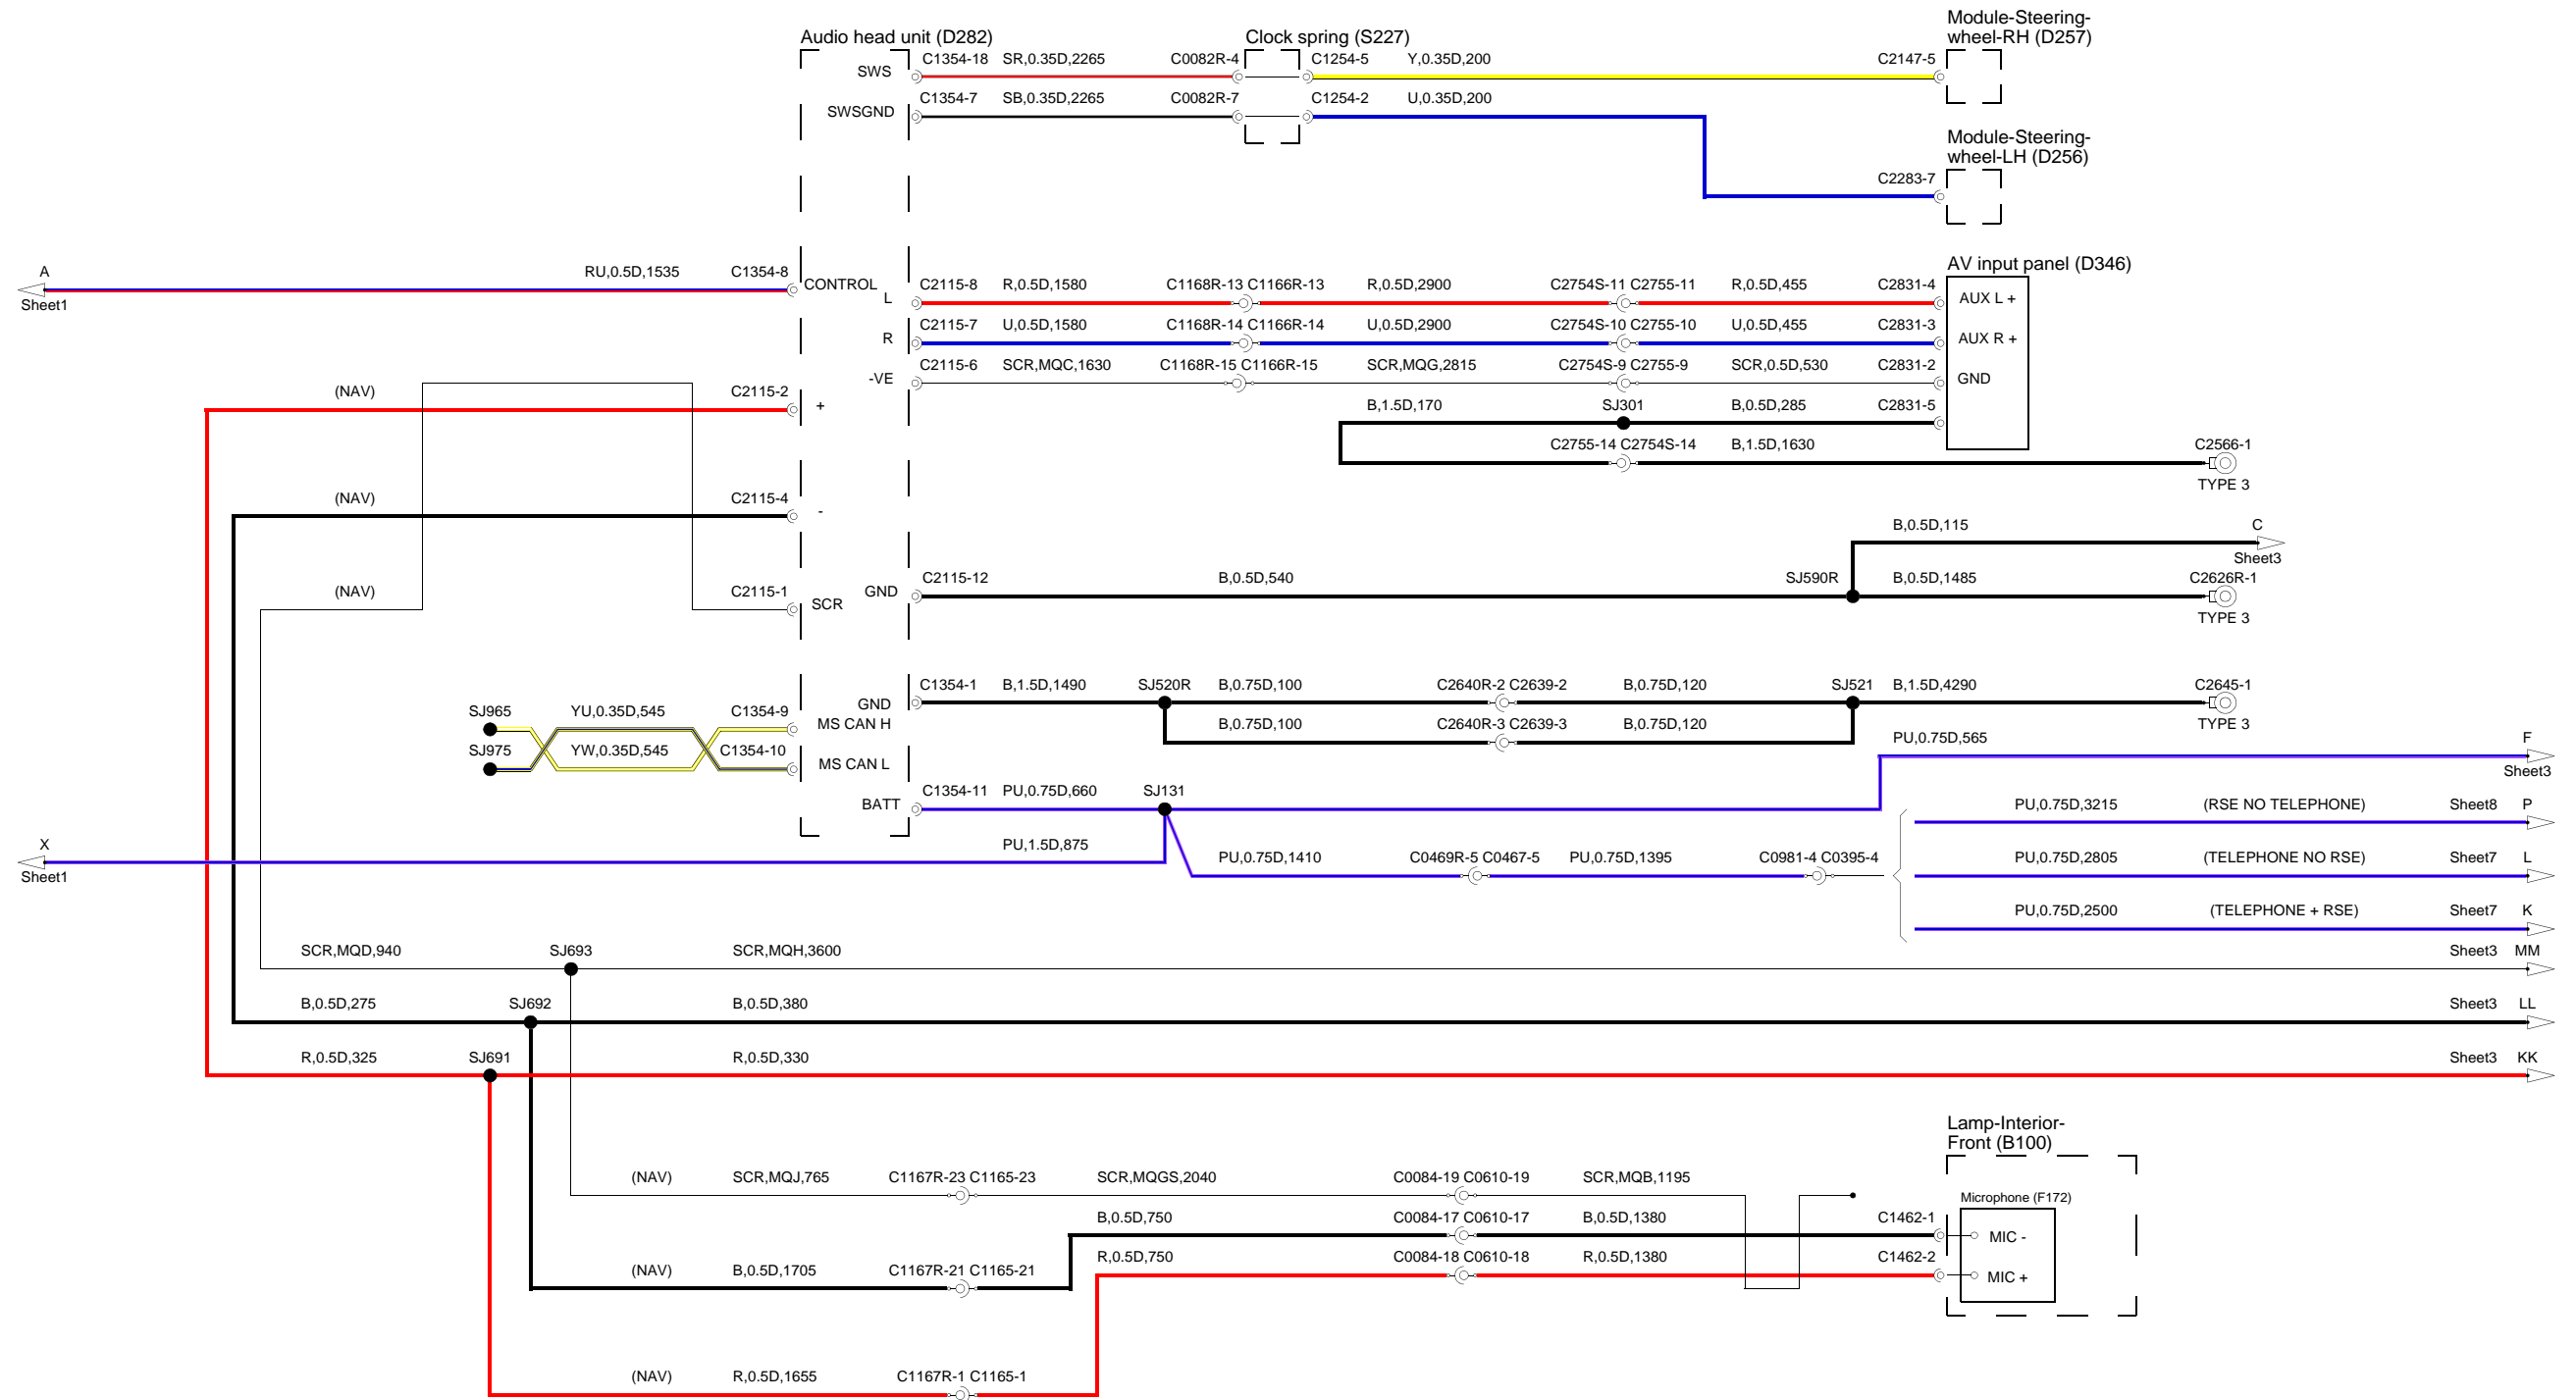 Module-Steering-
wheel-RH (D257)
Audio head unit (D282)
Clock spring (S227)
SWS
C1354-18
SR,0.35D,2265
C0082R-4
C1254-5
Y,0.35D,200
C2147-5
SWSGND
C1354-7
SB,0.35D,2265
C0082R-7
C1254-2
U,0.35D,200
Module-Steering-
wheel-LH (D256)
C2283-7
A
Sheet1
RU,0.5D,1535
C1354-8
CONTROL
AV input panel (D346)
L
C2115-8
R,0.5D,1580
C1168R-13 C1166R-13
R,0.5D,2900
C2754S-11 C2755-11
R,0.5D,455
C2831-4
AUX L +
R
C2115-7
U,0.5D,1580
C1168R-14 C1166R-14
U,0.5D,2900
C2754S-10 C2755-10
U,0.5D,455
C2831-3
AUX R +
-VE
C2115-6
SCR,MQC,1630
C1168R-15 C1166R-15
SCR,MQG,2815
C2754S-9 C2755-9
SCR,0.5D,530
C2831-2
GND
(NAV)
C2115-2
+
B,1.5D,170
SJ301
B,0.5D,285
C2831-5
C2755-14 C2754S-14
B,1.5D,1630
C2566-1
TYPE 3
(NAV)
C2115-4
-
B,0.5D,115
C
Sheet3
(NAV)
C2115-1
SCR
GND
C2115-12
B,0.5D,540
SJ590R
B,0.5D,1485
C2626R-1
TYPE 3
GND
C1354-1
B,1.5D,1490
SJ520R
B,0.75D,100
C2640R-2 C2639-2
B,0.75D,120
SJ521
B,1.5D,4290
C2645-1
TYPE 3
SJ965
YU,0.35D,545
C1354-9
MS CAN H
B,0.75D,100
C2640R-3 C2639-3
B,0.75D,120
SJ975
YW,0.35D,545
C1354-10
MS CAN L
PU,0.75D,565
F
Sheet3
BATT
C1354-11
PU,0.75D,660
SJ131
PU,0.75D,3215
(RSE NO TELEPHONE)
Sheet8
P
X
Sheet1
PU,1.5D,875
PU,0.75D,1410
C0469R-5 C0467-5
PU,0.75D,1395
C0981-4 C0395-4
PU,0.75D,2805
(TELEPHONE NO RSE)
Sheet7
L
PU,0.75D,2500
(TELEPHONE + RSE)
Sheet7
K
SCR,MQD,940
SJ693
SCR,MQH,3600
Sheet3
MM
B,0.5D,275
SJ692
B,0.5D,380
Sheet3
LL
R,0.5D,325
SJ691
R,0.5D,330
Sheet3
KK
Lamp-Interior-
Front (B100)
(NAV)
SCR,MQJ,765
C1167R-23 C1165-23
SCR,MQGS,2040
C0084-19 C0610-19
SCR,MQB,1195
Microphone (F172)
B,0.5D,750
C0084-17 C0610-17
B,0.5D,1380
C1462-1
MIC -
R,0.5D,750
C0084-18 C0610-18
R,0.5D,1380
C1462-2
MIC +
(NAV)
B,0.5D,1705
C1167R-21 C1165-21
(NAV)
R,0.5D,1655
C1167R-1 C1165-1